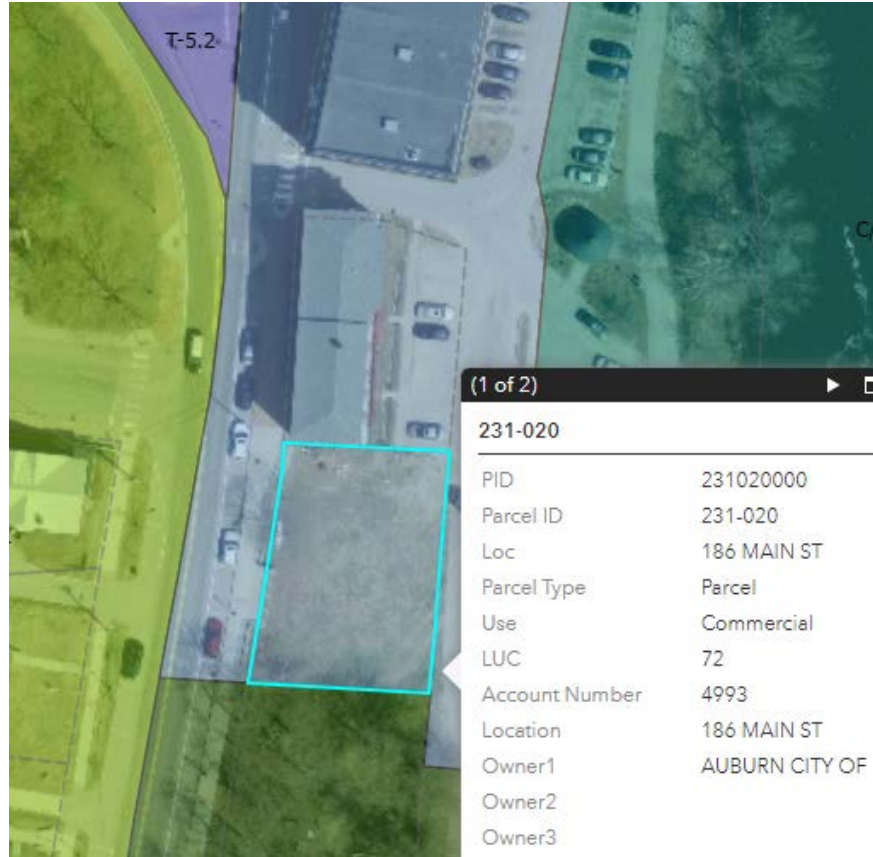 T-5.2
C/
(1 of 2)
231-020
PID 231020000
Parcel ID 231-020
Loc 186 MAIN ST
Parcel Type Parcel
Use Commercial
LUC 72
Account Number 4993
Location 186 MAIN ST
Owner1 AUBURN CITY OF
Owner2
Owner3